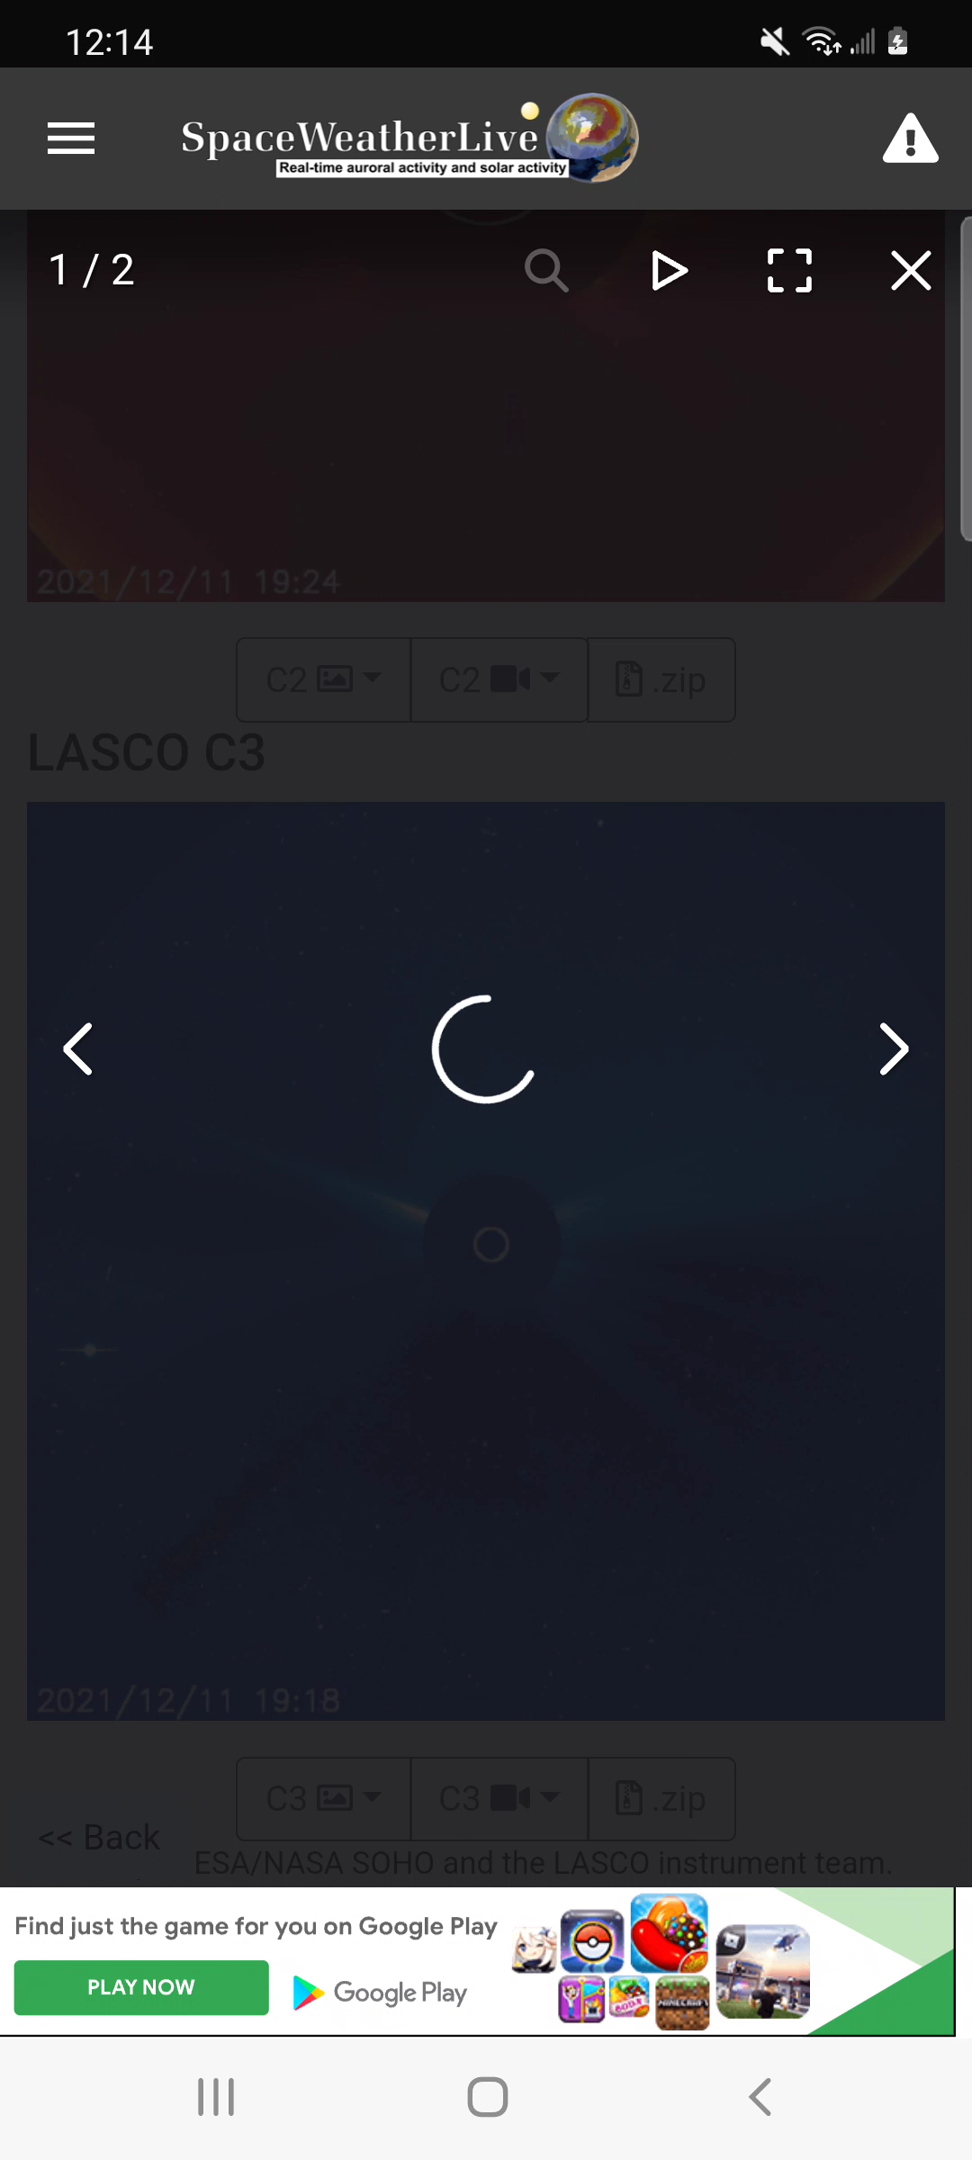 12:14
SpaceWeatherLive
Real-time auroral activity and solar activity
1 / 2
2021/12/11 19:24
C2 C2 .zip
LASCO C3
2021/12/11 19:18
C3 C3 .zip
<< Back
ESA/NASA SOHO and the LASCO instrument team.
Find just the game for you on Google Play
PLAY NOW
Google Play
MINECRAFT